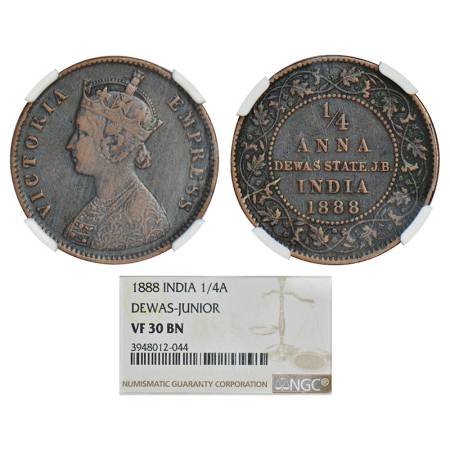 VICTORIA EMPRESS
1/4
ANNA
DEWAS STATE J.B.
INDIA
1888
1888 INDIA 1/4A
DEWAS-JUNIOR
VF 30 BN
3948012-044
NUMISMATIC GUARANTY CORPORATION NGC®